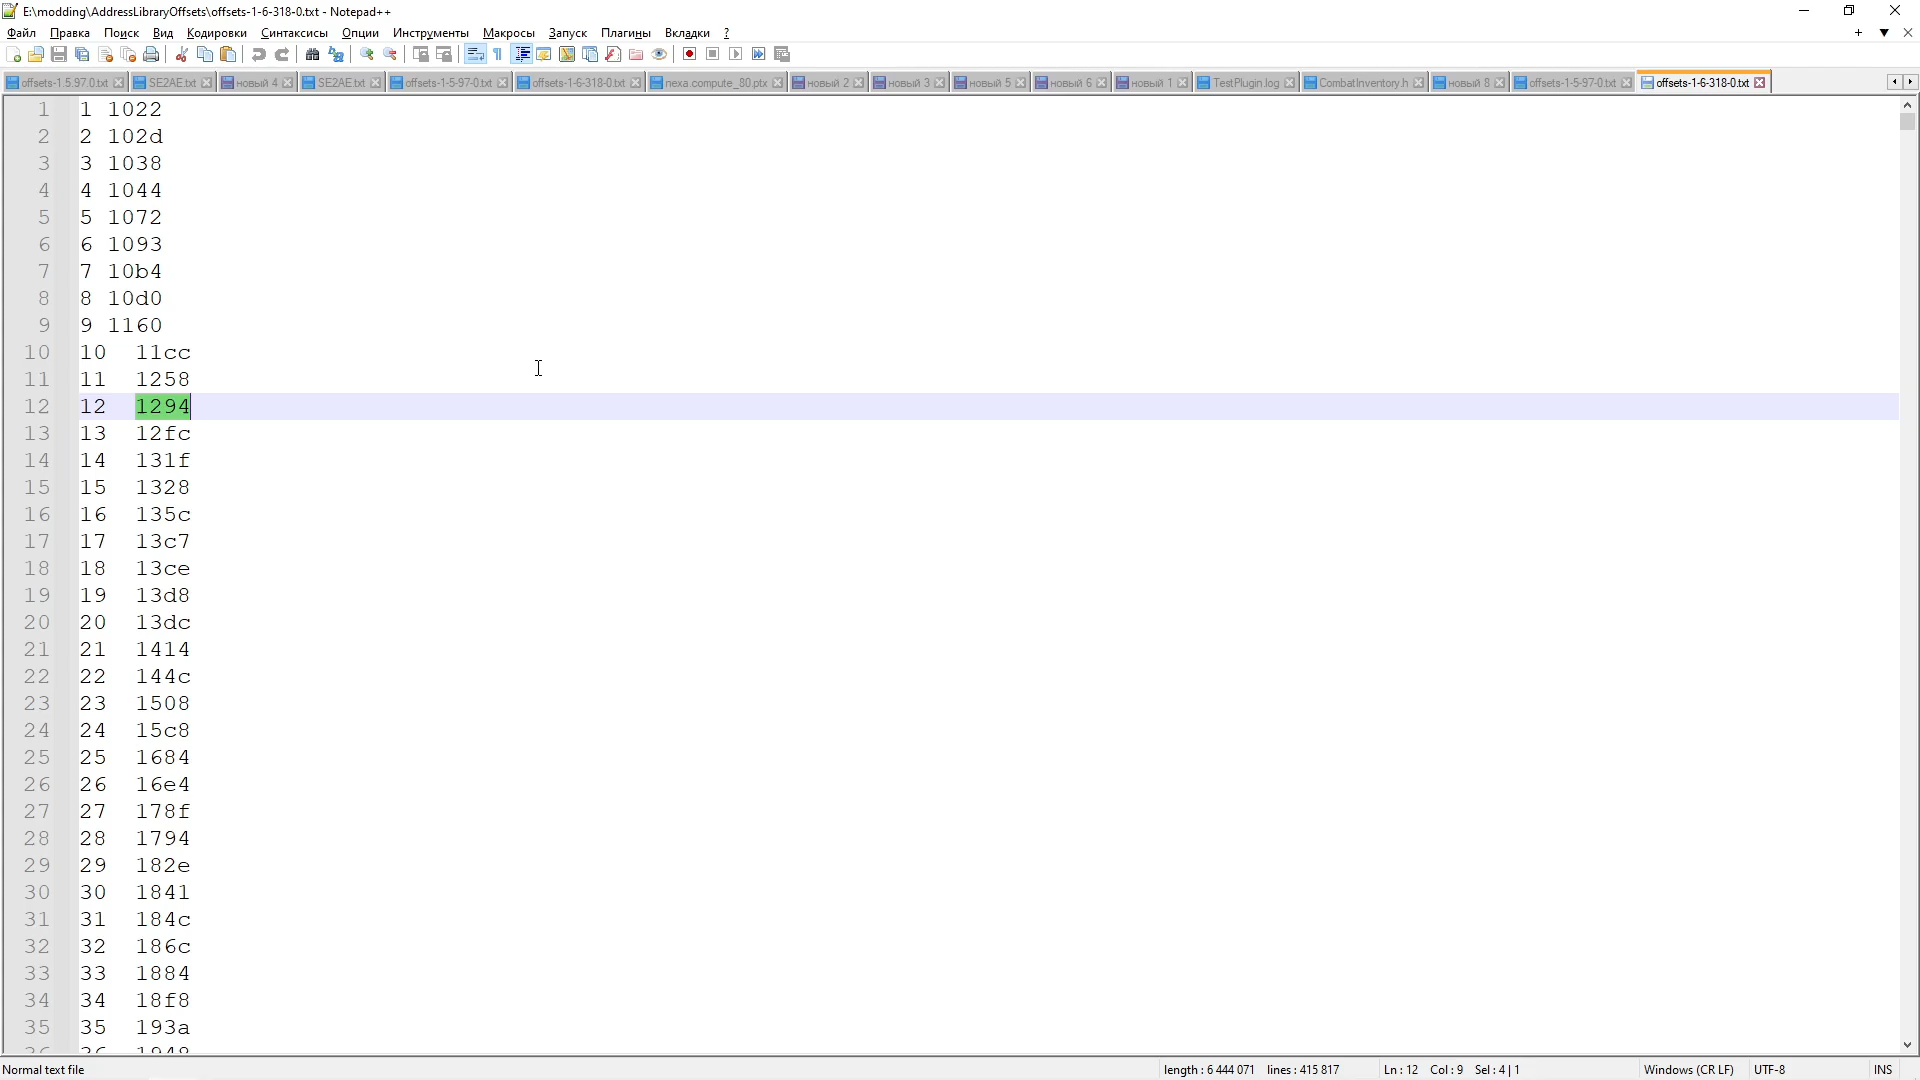 E:\modding\AddressLibraryOffsets\offsets-1-6-318-0.txt - Notepad++
Файл Правка Поиск Вид Кодировки Синтаксисы Опции Инструменты Макросы Запуск Плагины Вкладки ?
offsets-1.5.97.0.txt SE2AE.txt новый 4 SE2AE.txt offsets-1-5-97-0.txt offsets-1-6-318-0.txt nexa.compute_80.ptx новый 2 новый 3 новый 5 новый 6 новый 1 TestPlugin.log CombatInventory.h новый 8 offsets-1-5-97-0.txt offsets-1-6-318-0.txt
1 1 1022
2 2 102d
3 3 1038
4 4 1044
5 5 1072
6 6 1093
7 7 10b4
8 8 10d0
9 9 1160
10 10 11cc
11 11 1258
12 12 1294
13 13 12fc
14 14 131f
15 15 1328
16 16 135c
17 17 13c7
18 18 13ce
19 19 13d8
20 20 13dc
21 21 1414
22 22 144c
23 23 1508
24 24 15c8
25 25 1684
26 26 16e4
27 27 178f
28 28 1794
29 29 182e
30 30 1841
31 31 184c
32 32 186c
33 33 1884
34 34 18f8
35 35 193a
36 36 1948
Normal text file length : 6 444 071 lines : 415 817 Ln : 12 Col : 9 Sel : 4 | 1 Windows (CR LF) UTF-8 INS